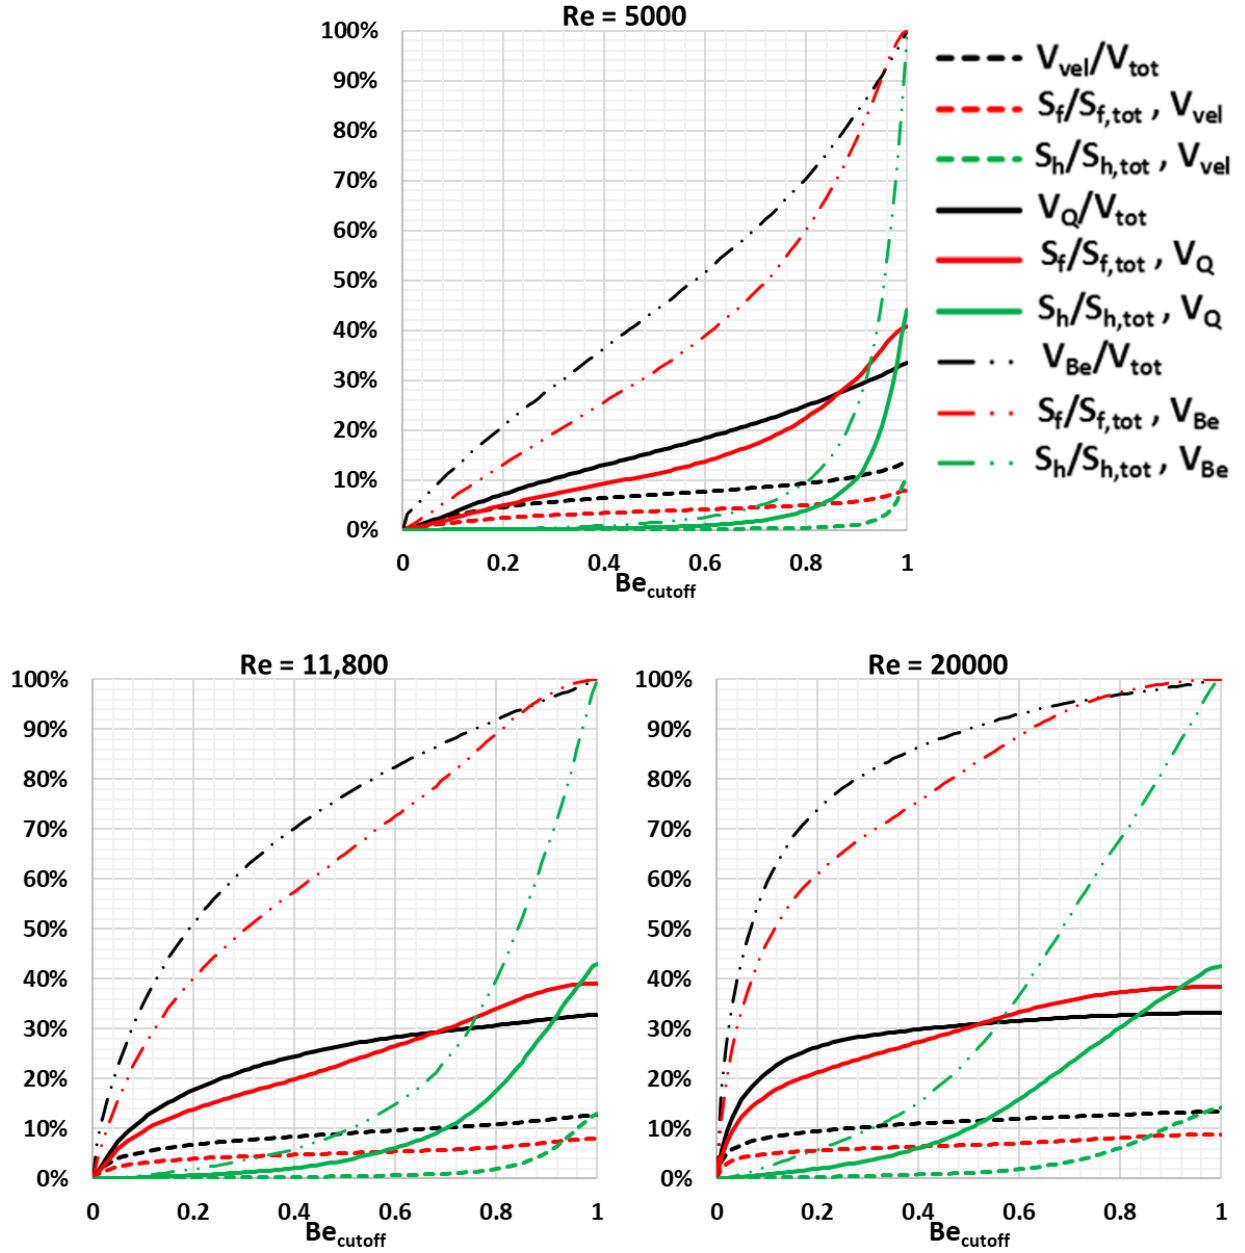 Re = 5000
100%
90%
80%
70%
60%
50%
40%
30%
20%
10%
0%
0 0.2 0.4 0.6 0.8 1
Be_cutoff
V_vel/V_tot
S_f/S_f,tot , V_vel
S_h/S_h,tot , V_vel
V_Q/V_tot
S_f/S_f,tot , V_Q
S_h/S_h,tot , V_Q
V_Be/V_tot
S_f/S_f,tot , V_Be
S_h/S_h,tot , V_Be
Re = 11,800
100%
90%
80%
70%
60%
50%
40%
30%
20%
10%
0%
0 0.2 0.4 0.6 0.8 1
Be_cutoff
Re = 20000
100%
90%
80%
70%
60%
50%
40%
30%
20%
10%
0%
0 0.2 0.4 0.6 0.8 1
Be_cutoff